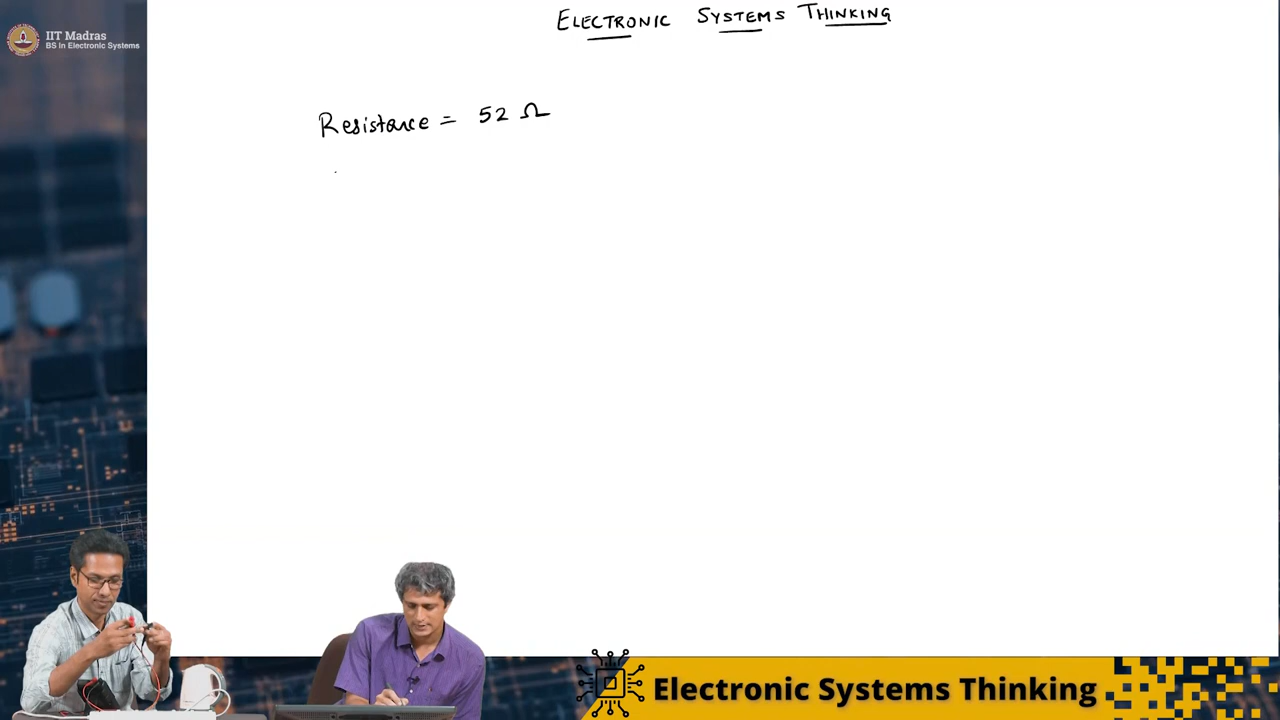 ELECTRONIC SYSTEMS THINKING
IIT Madras
BS in Electronic Systems
Resistance = 52 Ω
Electronic Systems Thinking